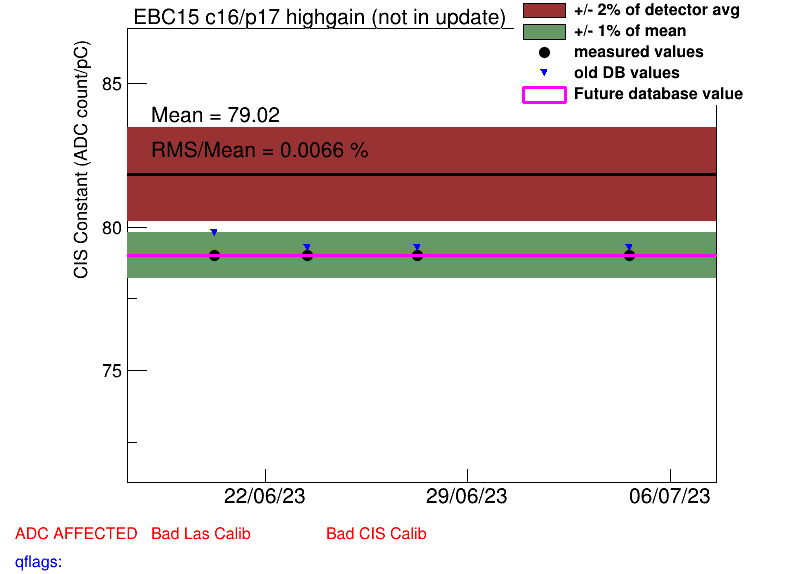 EBC15 c16/p17 highgain (not in update)
+/- 2% of detector avg
+/- 1% of mean
measured values
old DB values
Future database value
CIS Constant (ADC count/pC)
85
Mean = 79.02
RMS/Mean = 0.0066 %
80
75
22/06/23 29/06/23 06/07/23
ADC AFFECTED Bad Las Calib Bad CIS Calib
qflags: